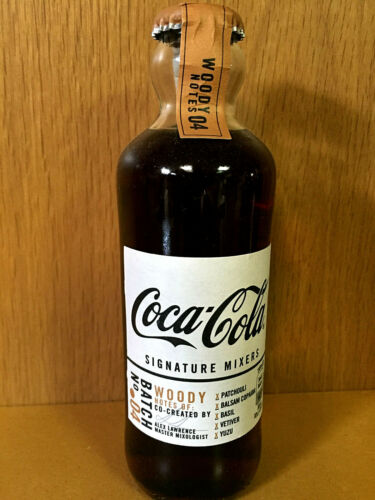 WOODY
NOTES 04
Coca-Cola
SIGNATURE MIXERS
BATCH
No. 04
WOODY
NOTES OF:
CO-CREATED BY
ALEX LAWRENCE
MASTER MIXOLOGIST
PATCHOULI
BALSAM COPAIBA
BASIL
VETIVER
YUZU